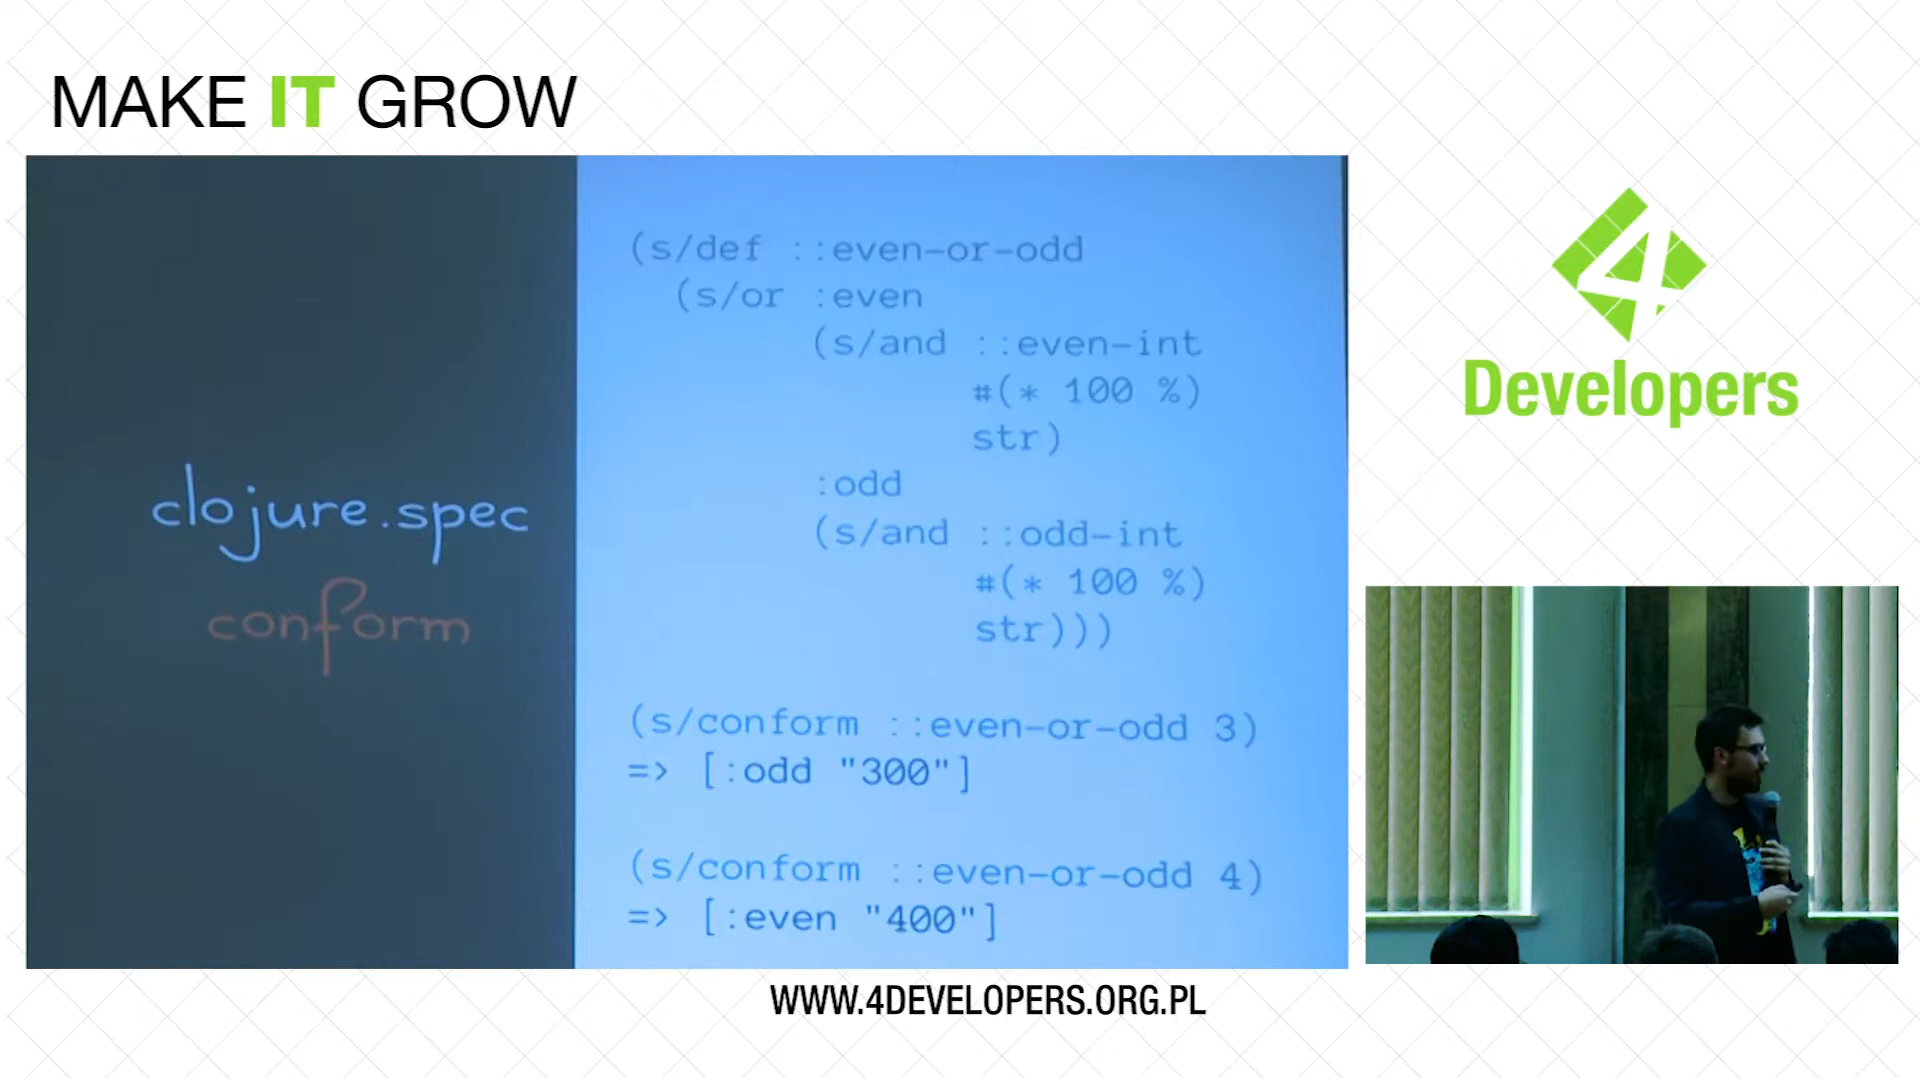 MAKE IT GROW
clojure.spec
conform
(s/def ::even-or-odd
(s/or :even
(s/and ::even-int
#(* 100 %)
str)
:odd
(s/and ::odd-int
#(* 100 %)
str)))
(s/conform ::even-or-odd 3)
=> [:odd "300"]
(s/conform ::even-or-odd 4)
=> [:even "400"]
4
Developers
WWW.4DEVELOPERS.ORG.PL